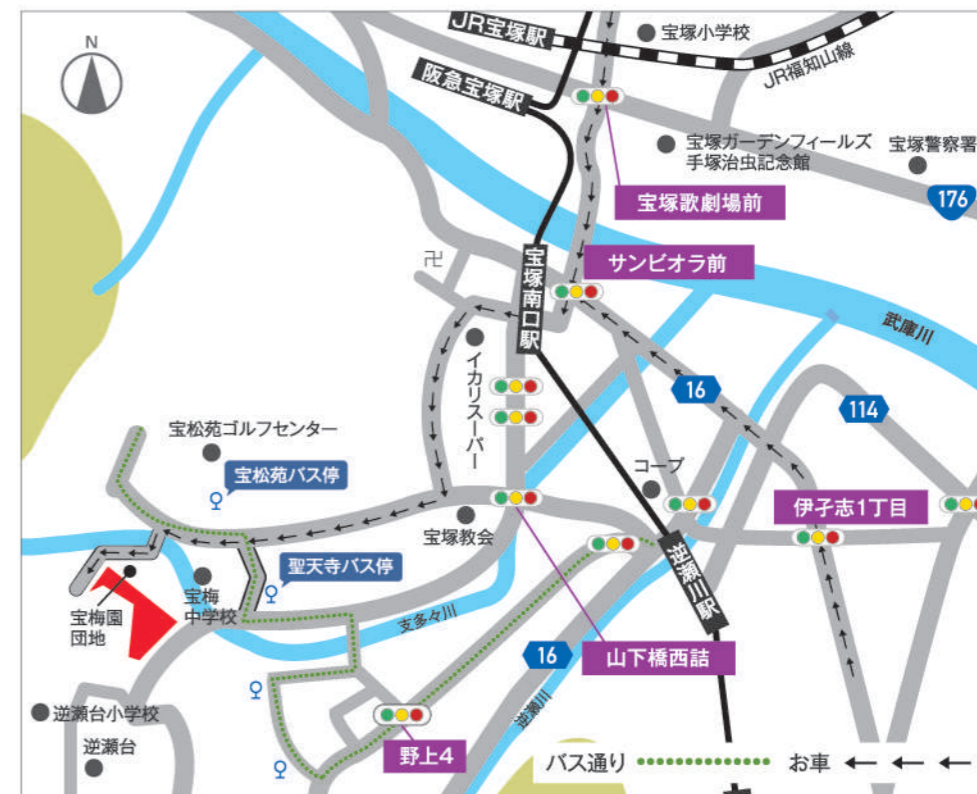 N
JR宝塚駅
宝塚小学校
JR福知山線
阪急宝塚駅
宝塚ガーデンフィールズ
手塚治虫記念館
宝塚警察署
176
宝塚歌劇場前
サンビオラ前
卍
宝塚南口駅
武庫川
イカリスーパー
16
114
宝松苑ゴルフセンター
宝松苑バス停
コープ
伊孑志1丁目
宝塚教会
聖天寺バス停
逆瀬川駅
宝梅園
団地
宝梅
中学校
支多々川
16
山下橋西詰
逆瀬川
逆瀬台小学校
逆瀬台
野上4
バス通り
お車